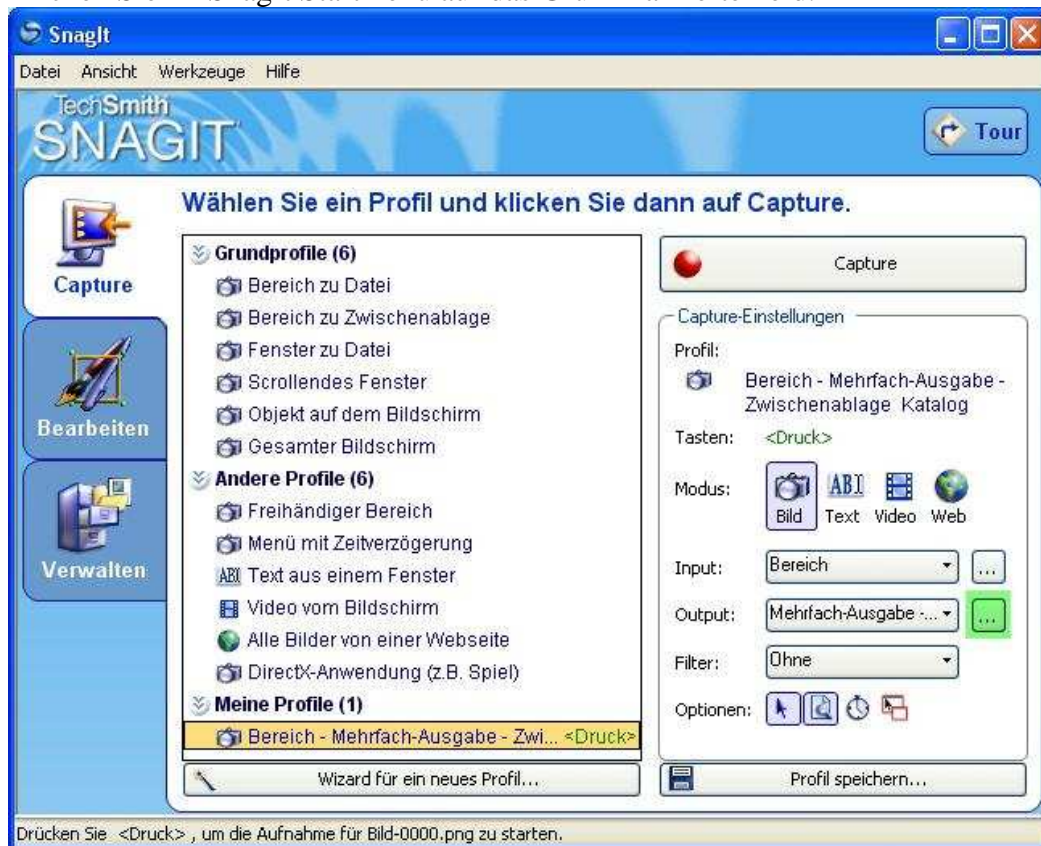 SnagIt
Datei Ansicht Werkzeuge Hilfe
TechSmith
SNAGIT
Tour
Wählen Sie ein Profil und klicken Sie dann auf Capture.
Capture
Bearbeiten
Verwalten
Grundprofile (6)
Bereich zu Datei
Bereich zu Zwischenablage
Fenster zu Datei
Scrollendes Fenster
Objekt auf dem Bildschirm
Gesamter Bildschirm
Andere Profile (6)
Freihändiger Bereich
Menü mit Zeitverzögerung
ABI Text aus einem Fenster
Video vom Bildschirm
Alle Bilder von einer Webseite
DirectX-Anwendung (z.B. Spiel)
Meine Profile (1)
Bereich - Mehrfach-Ausgabe - Zwi... <Druck>
Wizard für ein neues Profil...
Capture
Capture-Einstellungen
Profil:
Bereich - Mehrfach-Ausgabe -
Zwischenablage Katalog
Tasten: <Druck>
Modus:
ABI
Bild Text Video Web
Input: Bereich ...
Output: Mehrfach-Ausgabe -... ...
Filter: Ohne
Optionen:
Profil speichern...
Drücken Sie <Druck> , um die Aufnahme für Bild-0000.png zu starten.